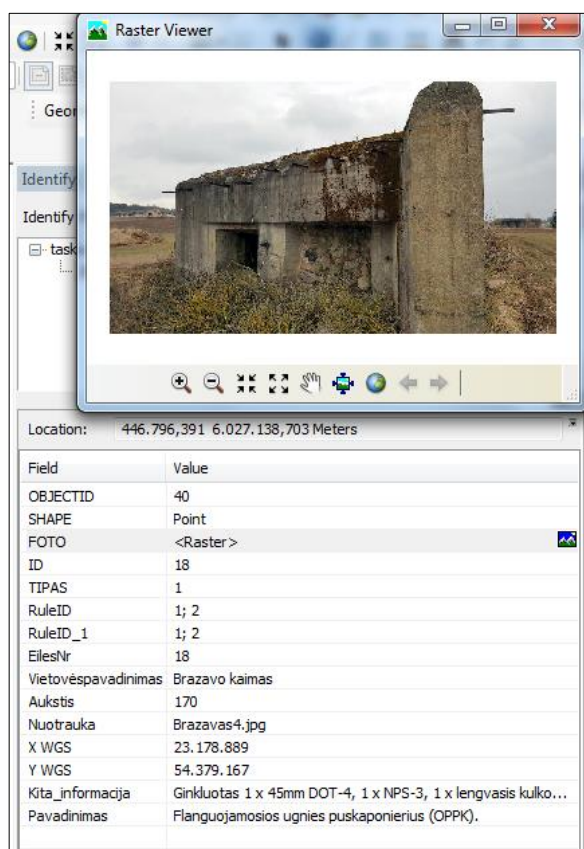 Raster Viewer
Geor
Identify
Identify
task
Location: 446.796,391 6.027.138,703 Meters
Field Value
OBJECTID 40
SHAPE Point
FOTO <Raster>
ID 18
TIPAS 1
RuleID 1; 2
RuleID_1 1; 2
EilesNr 18
Vietovėspavadinimas Brazavo kaimas
Aukstis 170
Nuotrauka Brazavas4.jpg
X WGS 23.178.889
Y WGS 54.379.167
Kita_informacija Ginkluotas 1 x 45mm DOT-4, 1 x NPS-3, 1 x lengvasis kulko...
Pavadinimas Flanguojamosios ugnies puskaponierius (OPPK).